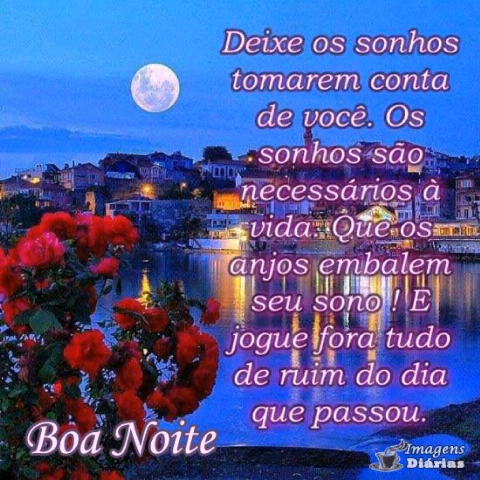 Deixe os sonhos
tomarem conta
de você. Os
sonhos são
necessários à
vida. Que os
anjos embalem
seu sono ! E
jogue fora tudo
de ruim do dia
que passou.
Boa Noite
Imagens
Diárias